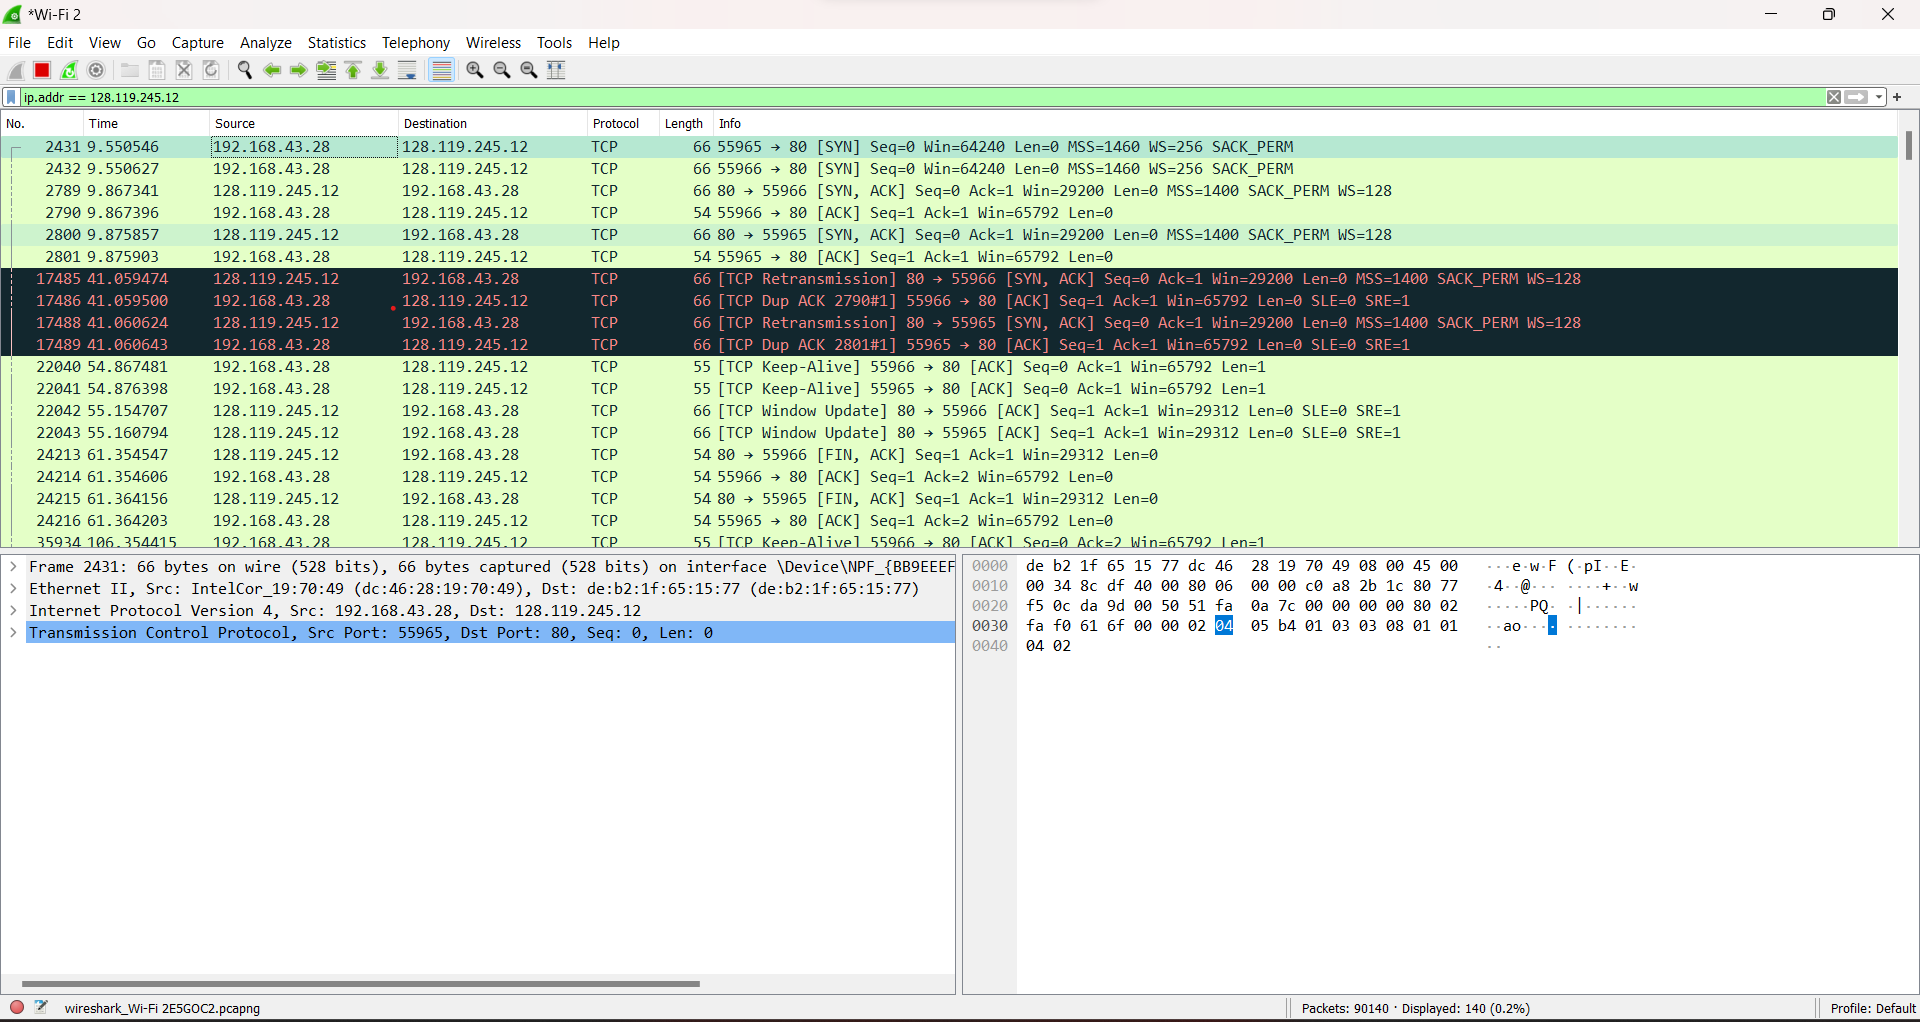 *Wi-Fi 2
File Edit View Go Capture Analyze Statistics Telephony Wireless Tools Help
ip.addr == 128.119.245.12
No. Time Source Destination Protocol Length Info
2431 9.550546 192.168.43.28 128.119.245.12 TCP 66 55965 → 80 [SYN] Seq=0 Win=64240 Len=0 MSS=1460 WS=256 SACK_PERM
2432 9.550627 192.168.43.28 128.119.245.12 TCP 66 55966 → 80 [SYN] Seq=0 Win=64240 Len=0 MSS=1460 WS=256 SACK_PERM
2789 9.867341 128.119.245.12 192.168.43.28 TCP 66 80 → 55966 [SYN, ACK] Seq=0 Ack=1 Win=29200 Len=0 MSS=1400 SACK_PERM WS=128
2790 9.867396 192.168.43.28 128.119.245.12 TCP 54 55966 → 80 [ACK] Seq=1 Ack=1 Win=65792 Len=0
2800 9.875857 128.119.245.12 192.168.43.28 TCP 66 80 → 55965 [SYN, ACK] Seq=0 Ack=1 Win=29200 Len=0 MSS=1400 SACK_PERM WS=128
2801 9.875903 192.168.43.28 128.119.245.12 TCP 54 55965 → 80 [ACK] Seq=1 Ack=1 Win=65792 Len=0
17485 41.059474 128.119.245.12 192.168.43.28 TCP 66 [TCP Retransmission] 80 → 55966 [SYN, ACK] Seq=0 Ack=1 Win=29200 Len=0 MSS=1400 SACK_PERM WS=128
17486 41.059500 192.168.43.28 128.119.245.12 TCP 66 [TCP Dup ACK 2790#1] 55966 → 80 [ACK] Seq=1 Ack=1 Win=65792 Len=0 SLE=0 SRE=1
17488 41.060624 128.119.245.12 192.168.43.28 TCP 66 [TCP Retransmission] 80 → 55965 [SYN, ACK] Seq=0 Ack=1 Win=29200 Len=0 MSS=1400 SACK_PERM WS=128
17489 41.060643 192.168.43.28 128.119.245.12 TCP 66 [TCP Dup ACK 2801#1] 55965 → 80 [ACK] Seq=1 Ack=1 Win=65792 Len=0 SLE=0 SRE=1
22040 54.867481 192.168.43.28 128.119.245.12 TCP 55 [TCP Keep-Alive] 55966 → 80 [ACK] Seq=0 Ack=1 Win=65792 Len=1
22041 54.876398 192.168.43.28 128.119.245.12 TCP 55 [TCP Keep-Alive] 55965 → 80 [ACK] Seq=0 Ack=1 Win=65792 Len=1
22042 55.154707 128.119.245.12 192.168.43.28 TCP 66 [TCP Window Update] 80 → 55966 [ACK] Seq=1 Ack=1 Win=29312 Len=0 SLE=0 SRE=1
22043 55.160794 128.119.245.12 192.168.43.28 TCP 66 [TCP Window Update] 80 → 55965 [ACK] Seq=1 Ack=1 Win=29312 Len=0 SLE=0 SRE=1
24213 61.354547 128.119.245.12 192.168.43.28 TCP 54 80 → 55966 [FIN, ACK] Seq=1 Ack=1 Win=29312 Len=0
24214 61.354606 192.168.43.28 128.119.245.12 TCP 54 55966 → 80 [ACK] Seq=1 Ack=2 Win=65792 Len=0
24215 61.364156 128.119.245.12 192.168.43.28 TCP 54 80 → 55965 [FIN, ACK] Seq=1 Ack=1 Win=29312 Len=0
24216 61.364203 192.168.43.28 128.119.245.12 TCP 54 55965 → 80 [ACK] Seq=1 Ack=2 Win=65792 Len=0
35934 106.354415 192.168.43.28 128.119.245.12 TCP 55 [TCP Keep-Alive] 55966 → 80 [ACK] Seq=0 Ack=2 Win=65792 Len=1
Frame 2431: 66 bytes on wire (528 bits), 66 bytes captured (528 bits) on interface \Device\NPF_{BB9EEEF
Ethernet II, Src: IntelCor_19:70:49 (dc:46:28:19:70:49), Dst: de:b2:1f:65:15:77 (de:b2:1f:65:15:77)
Internet Protocol Version 4, Src: 192.168.43.28, Dst: 128.119.245.12
Transmission Control Protocol, Src Port: 55965, Dst Port: 80, Seq: 0, Len: 0
0000 de b2 1f 65 15 77 dc 46 28 19 70 49 08 00 45 00 ···e·w·F (·pI··E·
0010 00 34 8c df 40 00 80 06 00 00 c0 a8 2b 1c 80 77 ·4··@··· ····+··w
0020 f5 0c da 9d 00 50 51 fa 0a 7c 00 00 00 00 80 02 ·····PQ· ·|······
0030 fa f0 61 6f 00 00 02 04 05 b4 01 03 03 08 01 01 ··ao···· ········
0040 04 02 ··
wireshark_Wi-Fi 2E5GOC2.pcapng
Packets: 90140 · Displayed: 140 (0.2%)
Profile: Default